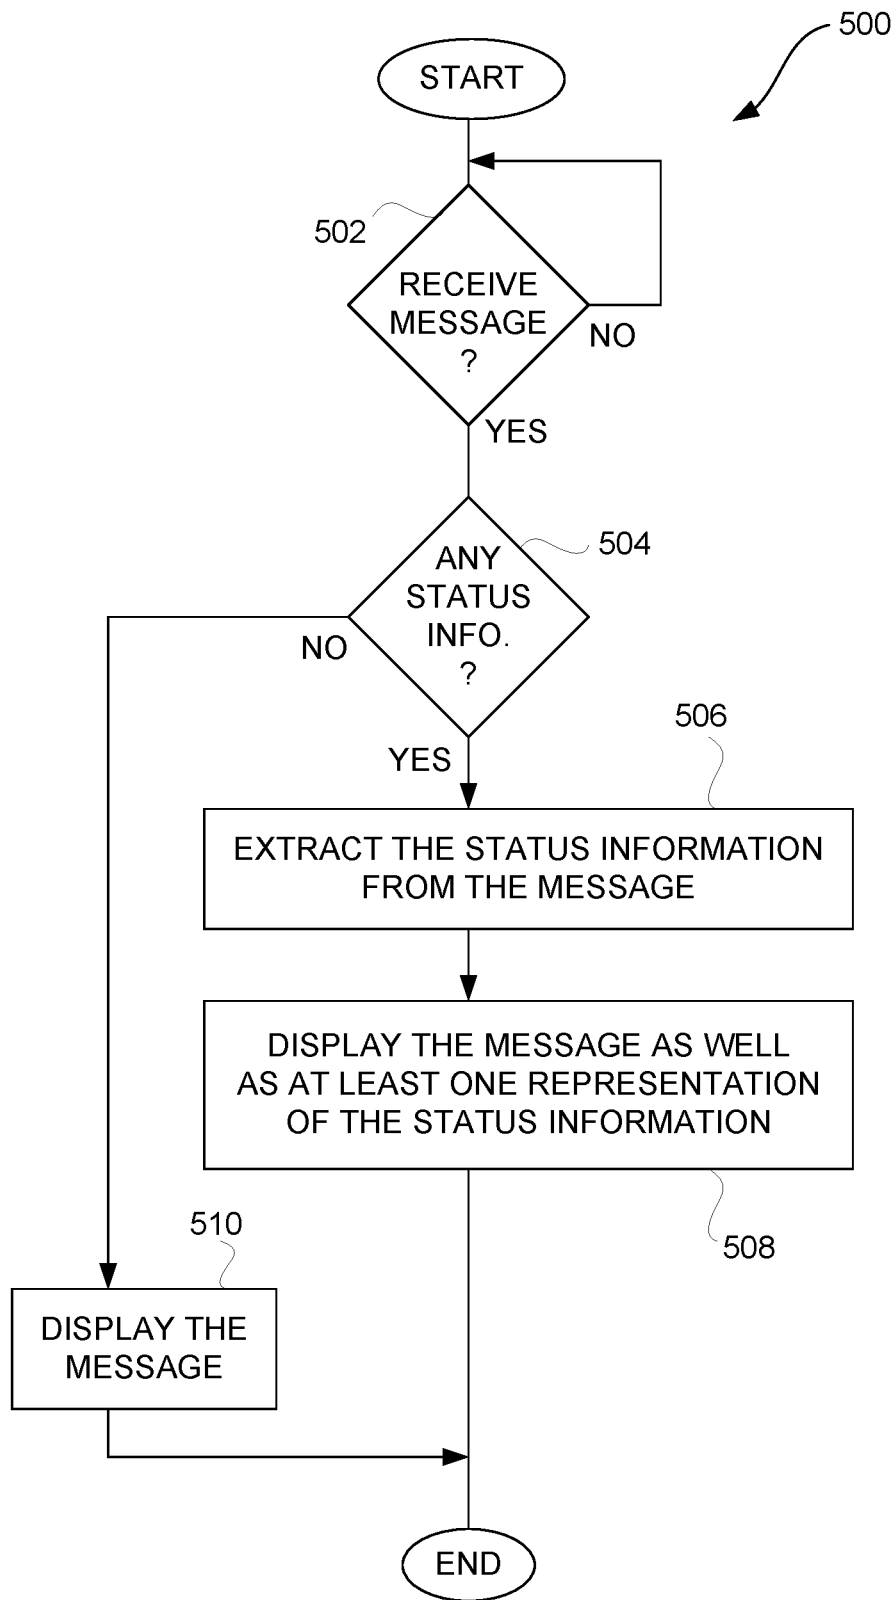 500
START
502
RECEIVE
MESSAGE
?
NO
YES
504
ANY
STATUS
INFO.
?
NO
YES
506
EXTRACT THE STATUS INFORMATION
FROM THE MESSAGE
DISPLAY THE MESSAGE AS WELL
AS AT LEAST ONE REPRESENTATION
OF THE STATUS INFORMATION
508
510
DISPLAY THE
MESSAGE
END